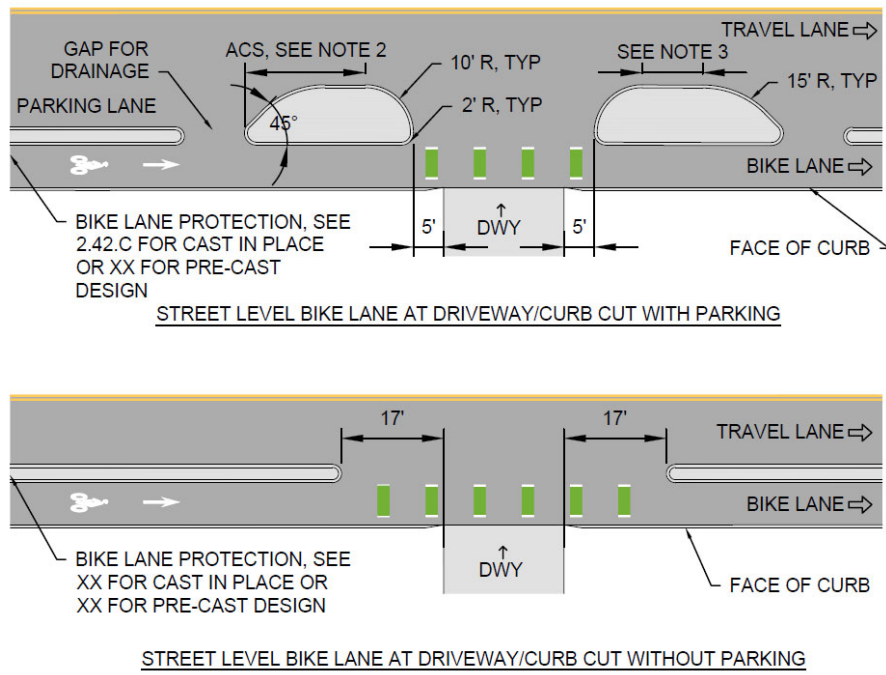 TRAVEL LANE
GAP FOR
DRAINAGE
ACS, SEE NOTE 2
10' R, TYP
SEE NOTE 3
PARKING LANE
2' R, TYP
15' R, TYP
45°
BIKE LANE
BIKE LANE PROTECTION, SEE
2.42.C FOR CAST IN PLACE
OR XX FOR PRE-CAST
DESIGN
5'
DWY
5'
FACE OF CURB
STREET LEVEL BIKE LANE AT DRIVEWAY/CURB CUT WITH PARKING
17'
17'
TRAVEL LANE
BIKE LANE
BIKE LANE PROTECTION, SEE
XX FOR CAST IN PLACE OR
XX FOR PRE-CAST DESIGN
DWY
FACE OF CURB
STREET LEVEL BIKE LANE AT DRIVEWAY/CURB CUT WITHOUT PARKING